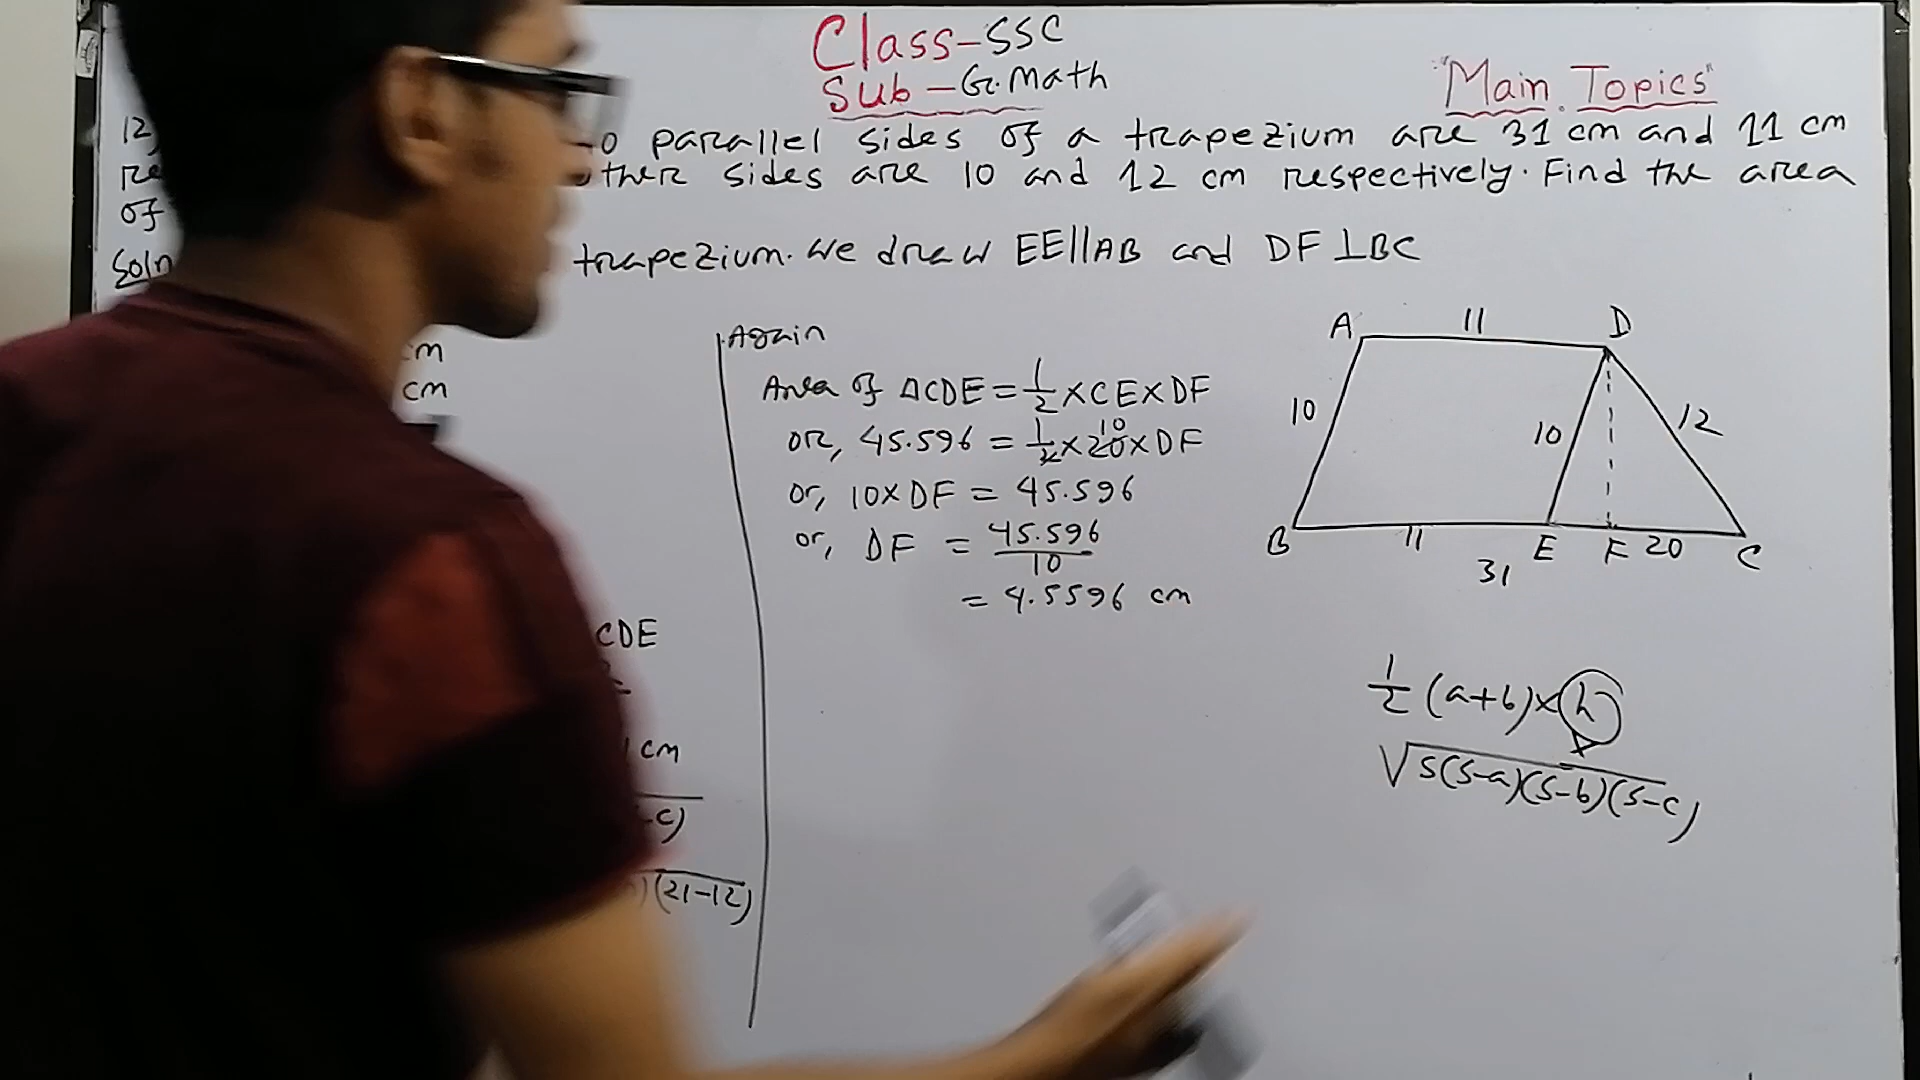 Class-SSC
Sub-G.Math
"Main Topics"
12)
parallel sides of a trapezium are 31 cm and 11 cm
other sides are 10 and 12 cm respectively. Find the area
of
Soln
trapezium. We draw EE||AB and DF⊥BC
cm
cm
CDE
cm
-c)
(21-12)
Again
Area of ΔCDE = 1/2 × CE × DF
or, 45.596 = 1/2 × 20 × DF
10
or, 10 × DF = 45.596
or, DF = 45.596/10
= 4.5596 cm
A 11 D
10 10 12
B 11 E F 20 C
31
1/2 (a+b)×h
√s(s-a)(s-b)(s-c)